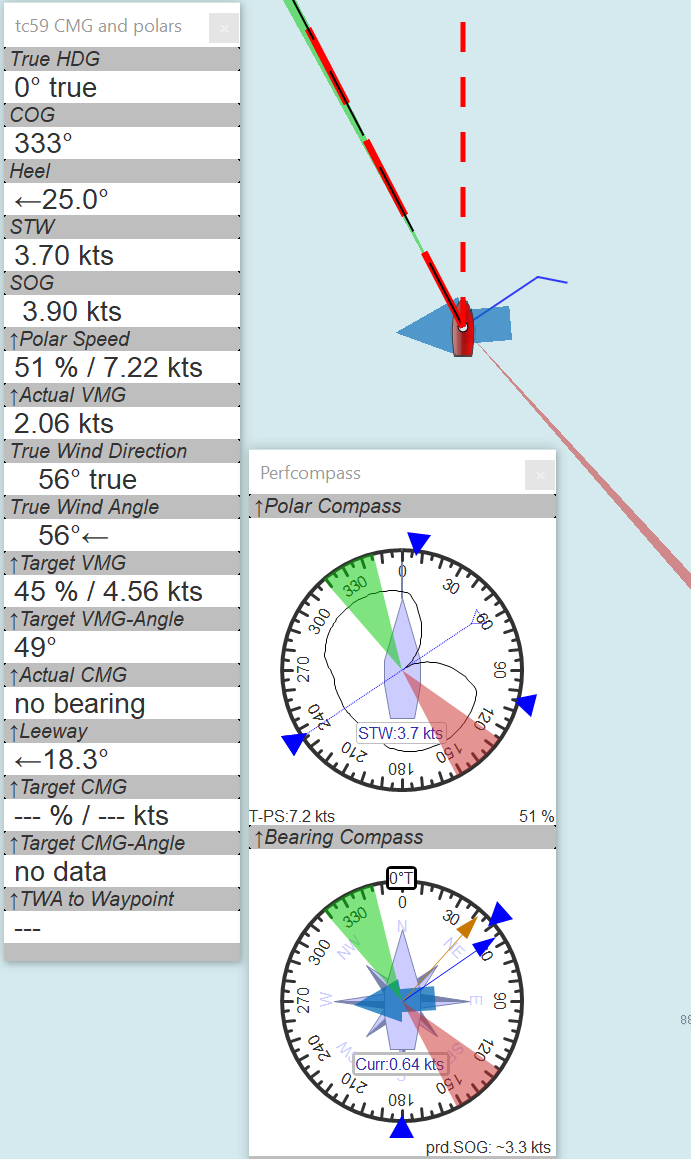 tc59 CMG and polars
True HDG
0° true
COG
333°
Heel
←25.0°
STW
3.70 kts
SOG
3.90 kts
↑Polar Speed
51 % / 7.22 kts
↑Actual VMG
2.06 kts
True Wind Direction
56° true
True Wind Angle
56°←
↑Target VMG
45 % / 4.56 kts
↑Target VMG-Angle
49°
↑Actual CMG
no bearing
↑Leeway
←18.3°
↑Target CMG
--- % / --- kts
↑Target CMG-Angle
no data
↑TWA to Waypoint
---
Perfcompass
↑Polar Compass
0
30
60
90
120
150
180
240
270
300
330
STW:3.7 kts
T-PS:7.2 kts
51 %
↑Bearing Compass
0°T
0
30
90
120
150
180
240
270
300
330
N
NE
E
SE
SW
W
NW
Curr:0.64 kts
prd.SOG: ~3.3 kts